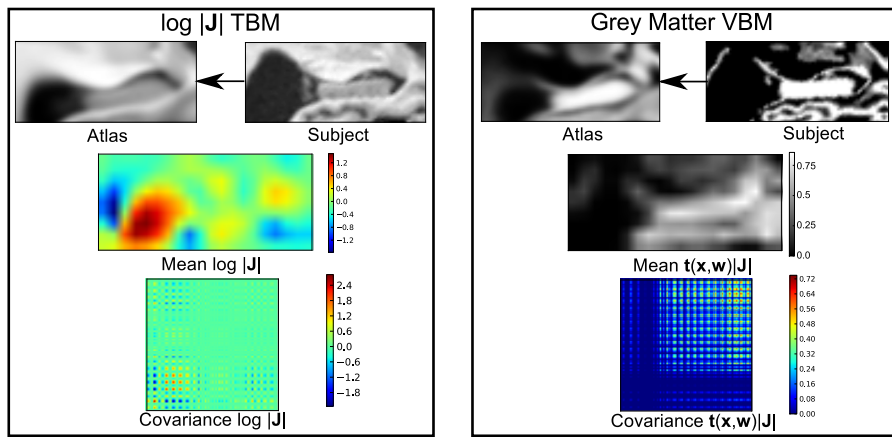 log |J| TBM
Atlas
Subject
1.2
0.8
0.4
0.0
−0.4
−0.8
−1.2
Mean log |J|
2.4
1.6
0.8
0.0
−0.6
−1.2
−1.8
Covariance log |J|
Grey Matter VBM
Atlas
Subject
0.75
0.5
0.25
0.0
Mean t(x,w)|J|
0.72
0.64
0.56
0.48
0.40
0.32
0.24
0.16
0.08
0.00
Covariance t(x,w)|J|